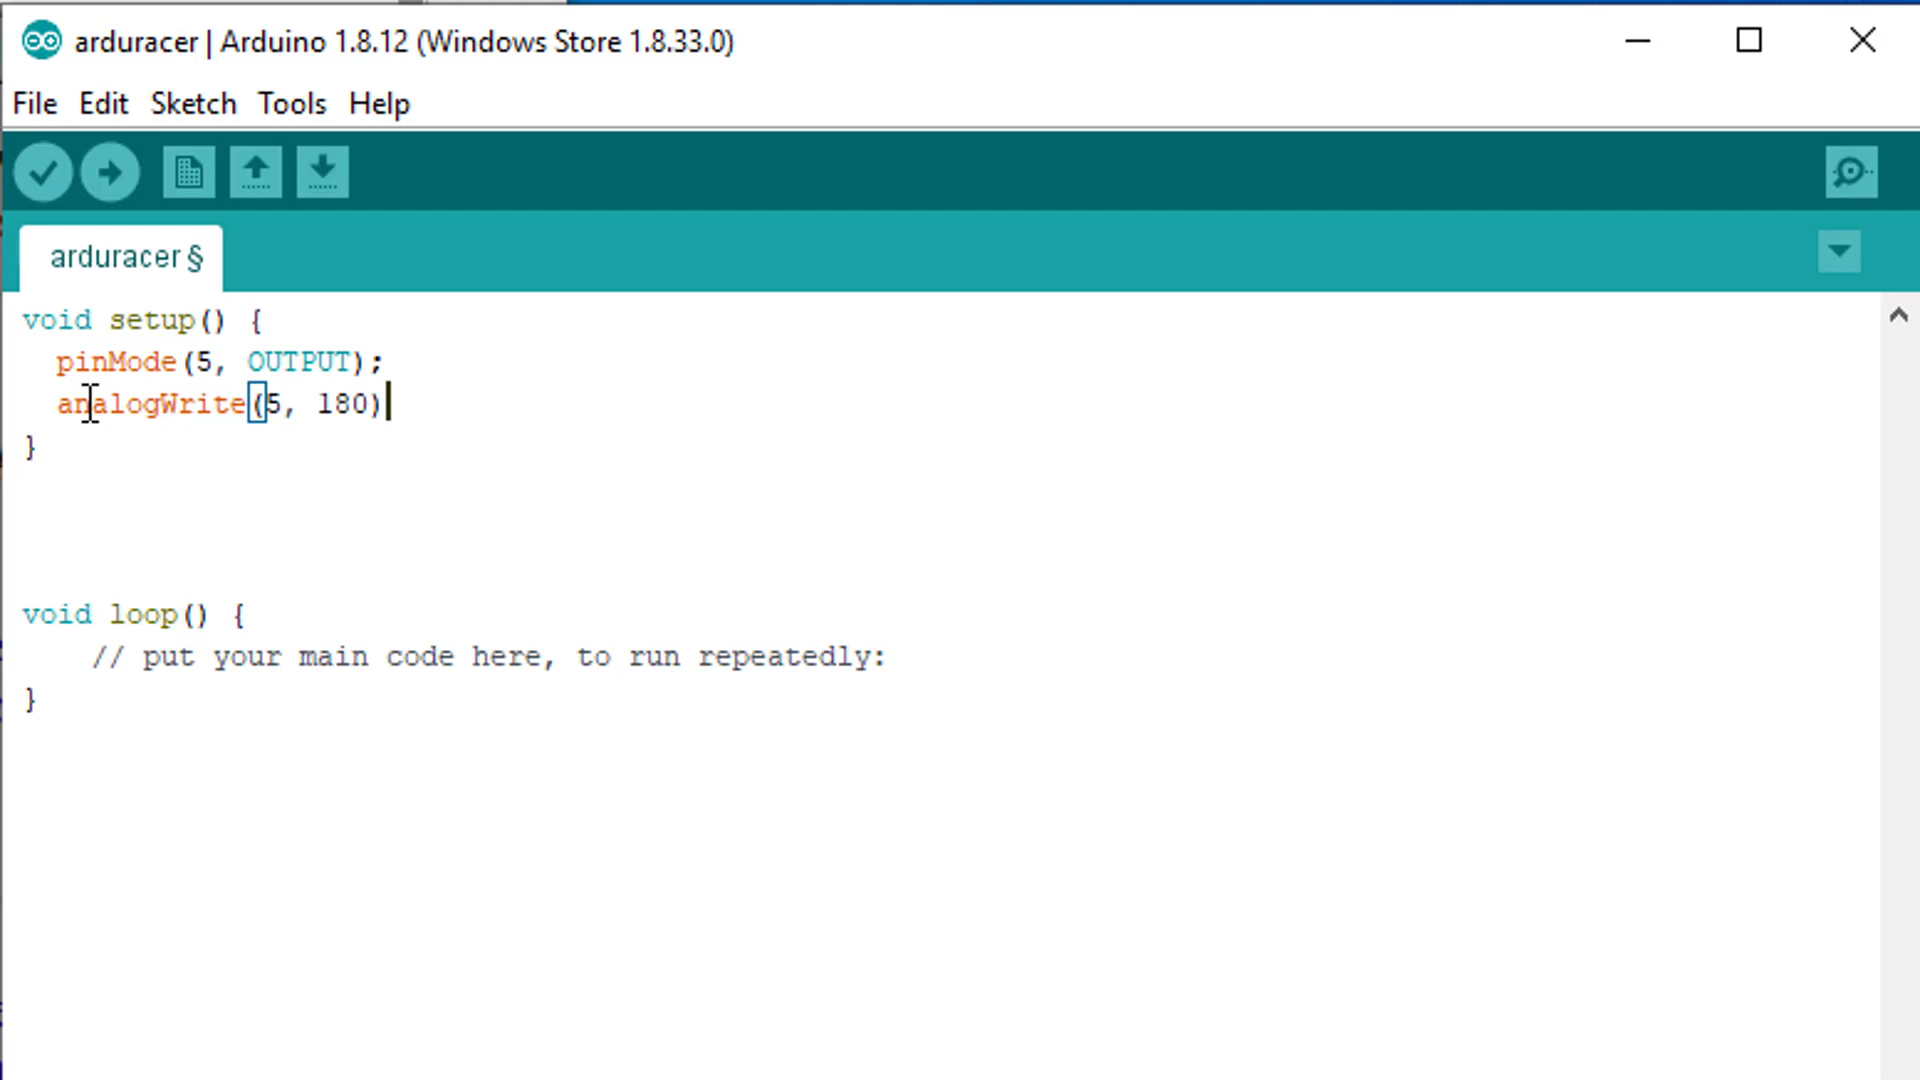 arduracer | Arduino 1.8.12 (Windows Store 1.8.33.0)
File Edit Sketch Tools Help
arduracer §
void setup() {
  pinMode(5, OUTPUT);
  analogWrite(5, 180)
}
void loop() {
    // put your main code here, to run repeatedly:
}